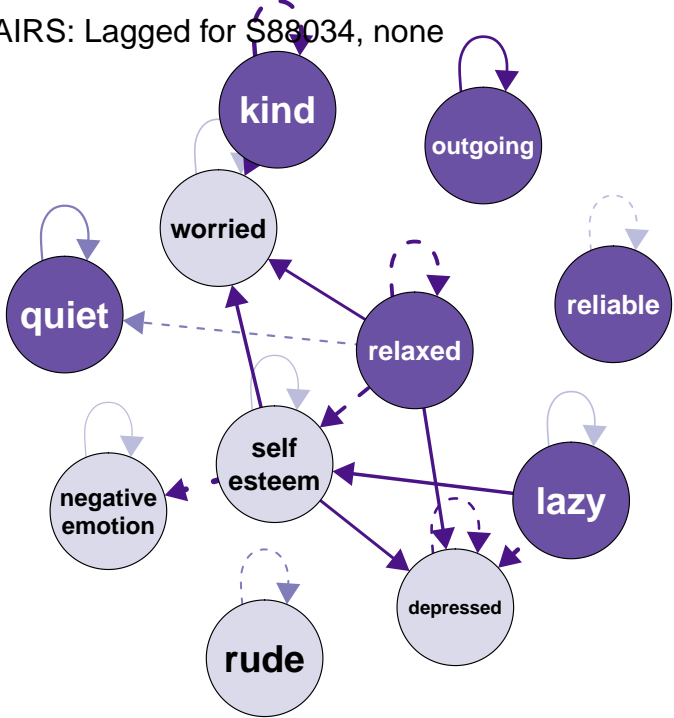 AIRS: Lagged for S88034, none
kind
outgoing
worried
quiet
reliable
relaxed
self
esteem
negative
emotion
lazy
depressed
rude